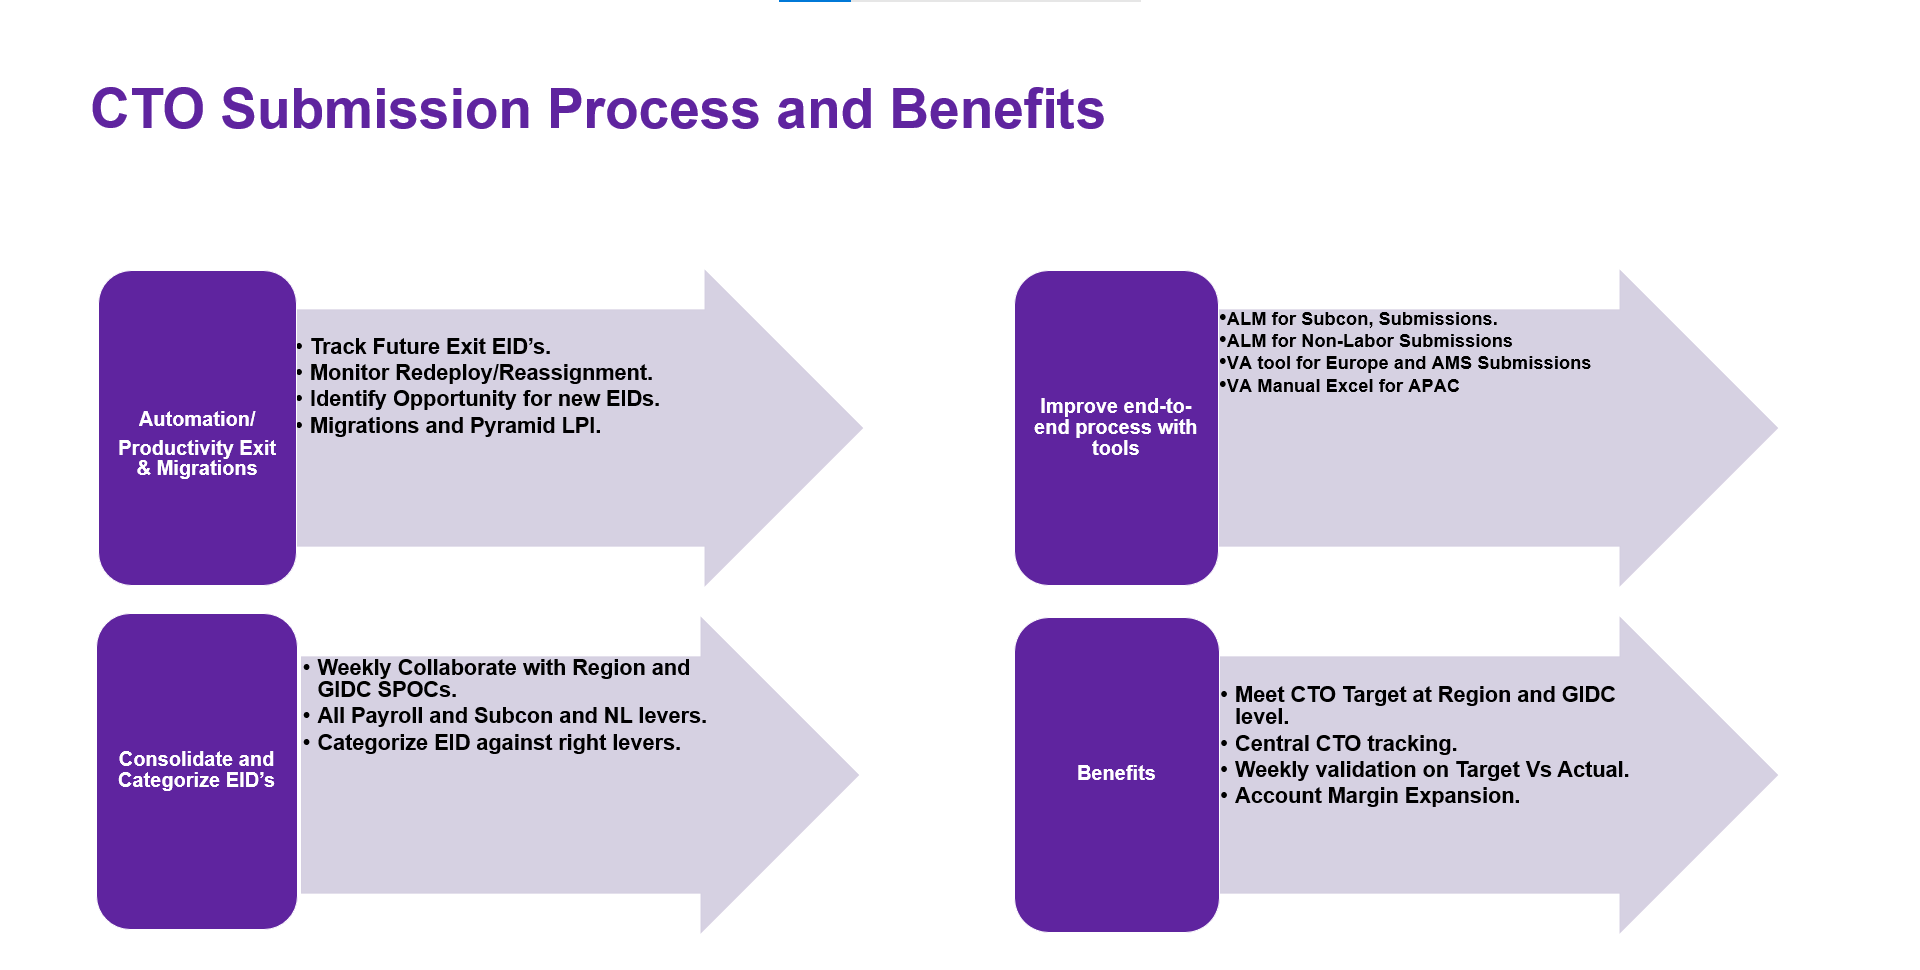 CTO Submission Process and Benefits
Automation/
Productivity Exit
& Migrations
• Track Future Exit EID’s.
• Monitor Redeploy/Reassignment.
• Identify Opportunity for new EIDs.
• Migrations and Pyramid LPI.
Improve end-to-
end process with
tools
•ALM for Subcon, Submissions.
•ALM for Non-Labor Submissions
•VA tool for Europe and AMS Submissions
•VA Manual Excel for APAC
Consolidate and
Categorize EID’s
• Weekly Collaborate with Region and
GIDC SPOCs.
• All Payroll and Subcon and NL levers.
• Categorize EID against right levers.
Benefits
• Meet CTO Target at Region and GIDC
level.
• Central CTO tracking.
• Weekly validation on Target Vs Actual.
• Account Margin Expansion.